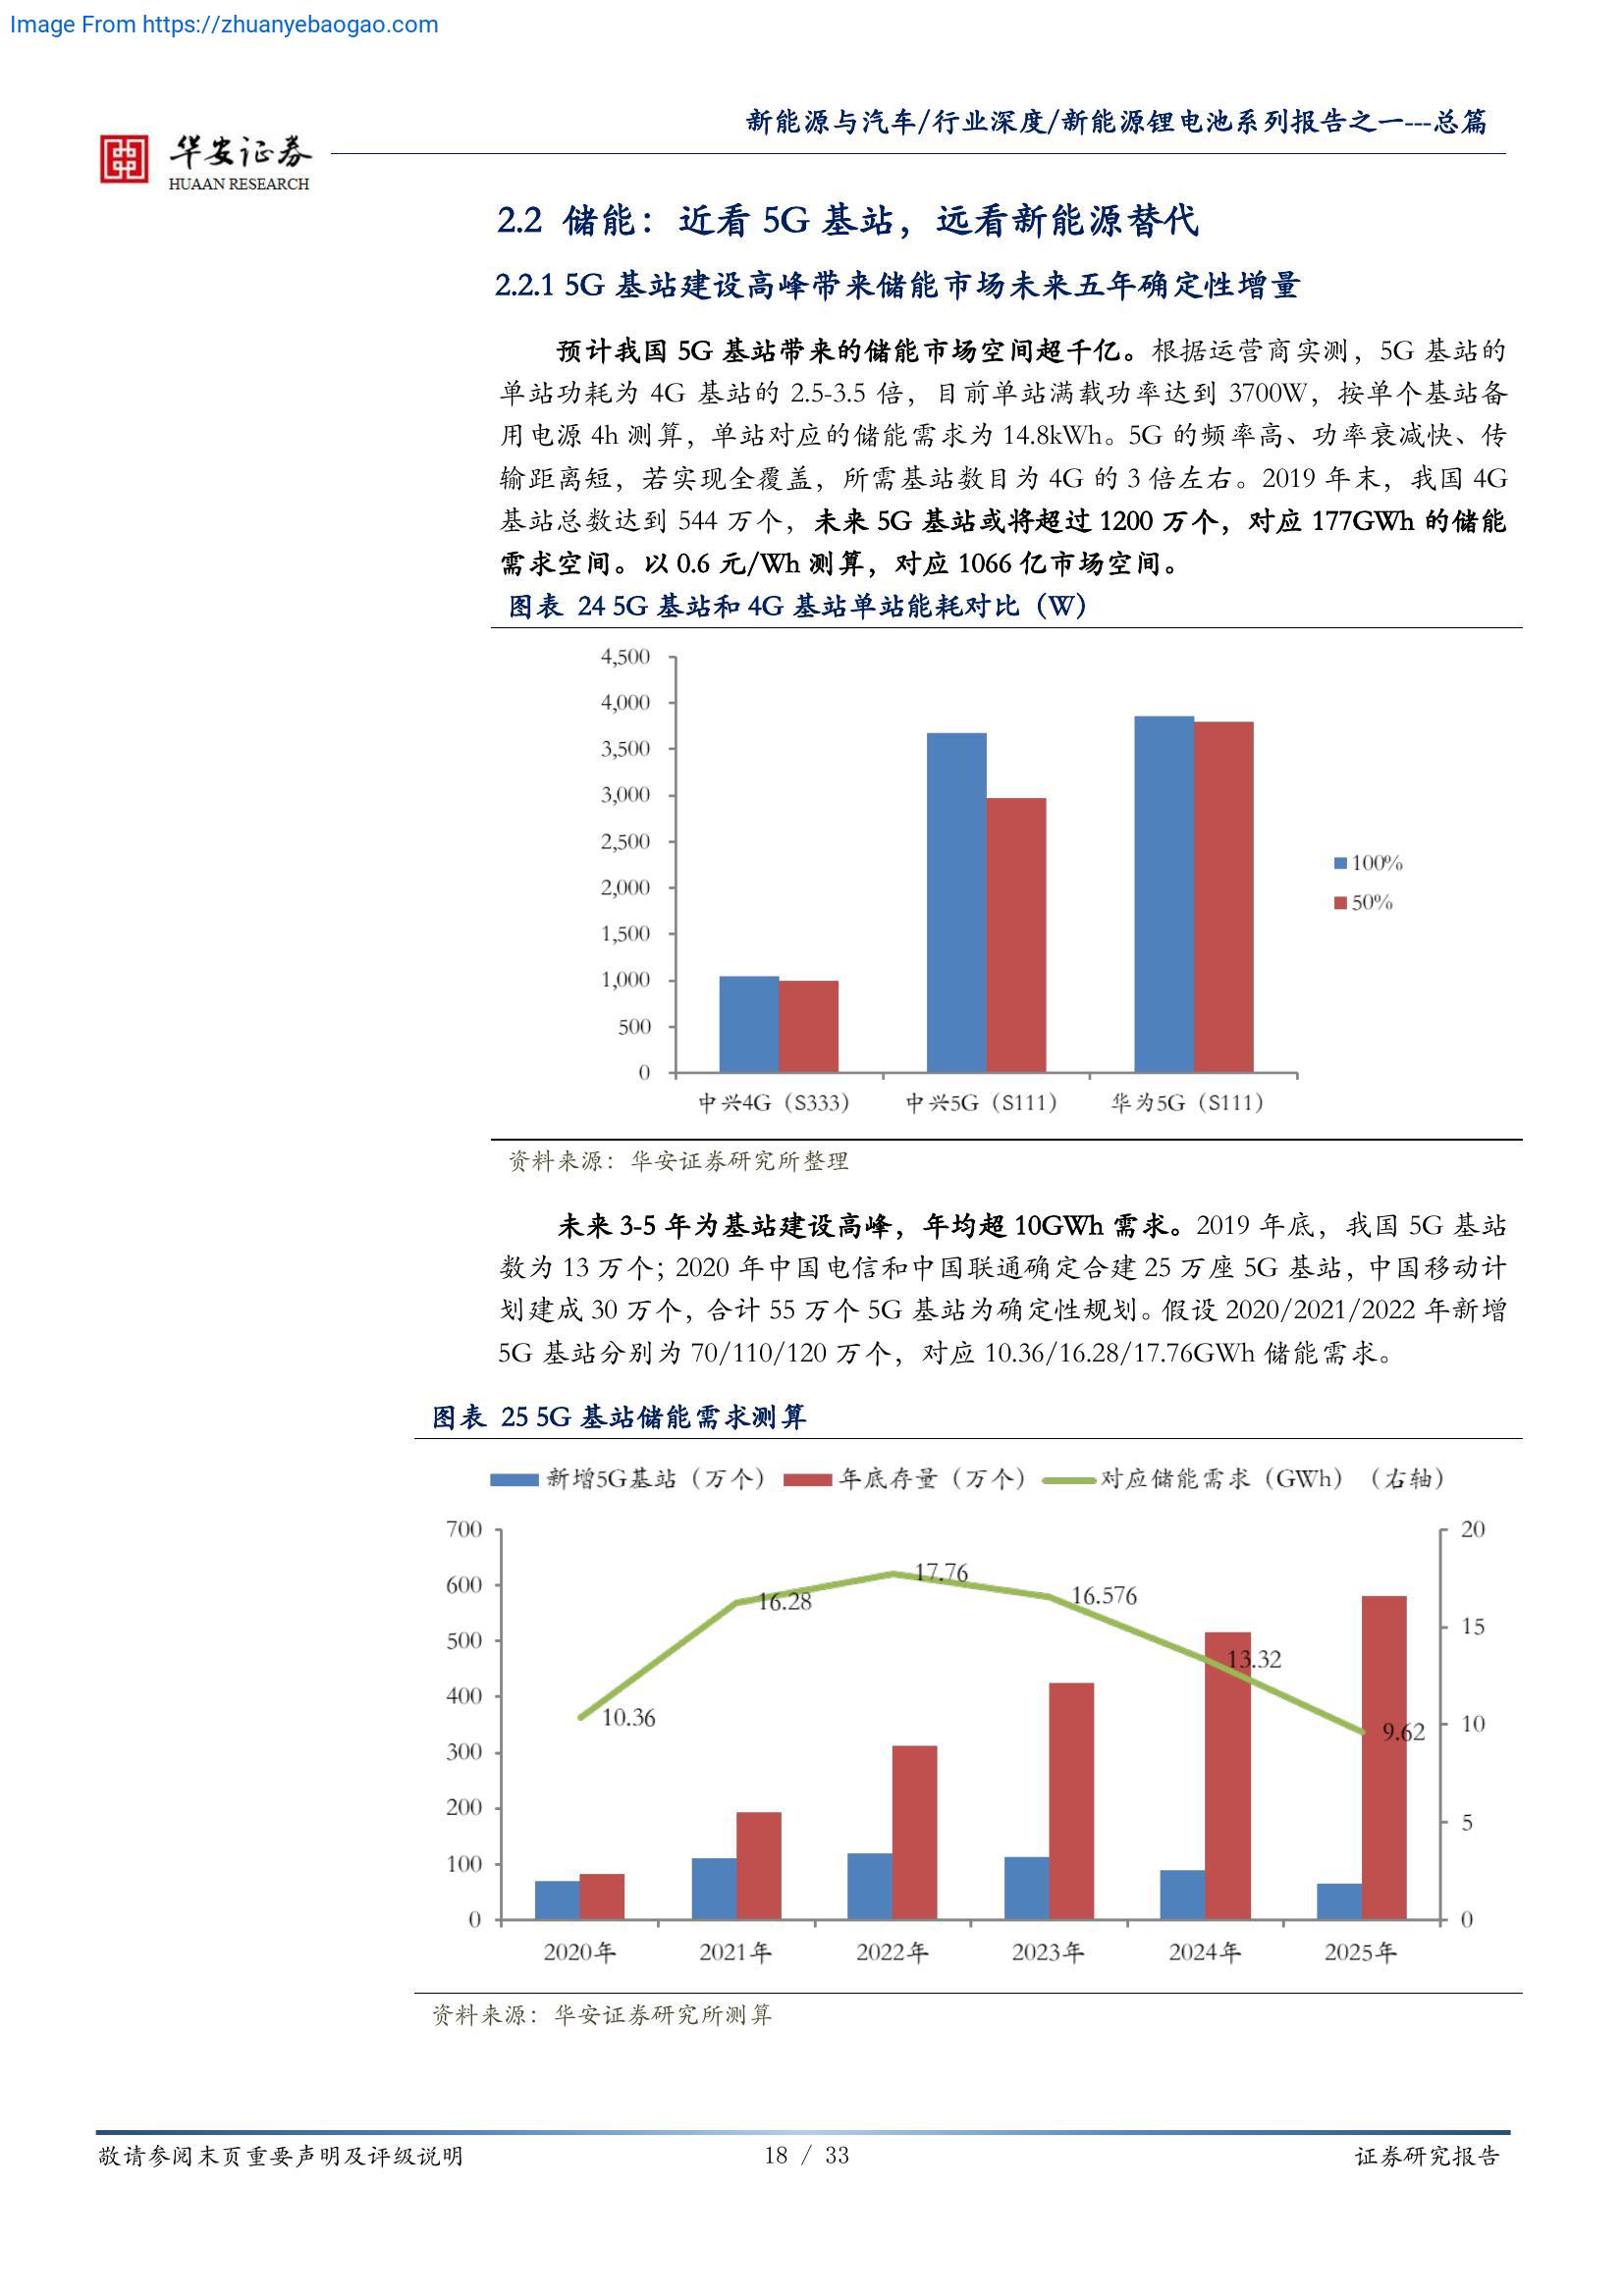 Image From https://zhuanyebaogao.com
新能源与汽车/行业深度/新能源锂电池系列报告之一---总篇
华安证券
HUAAN RESEARCH
2.2 储能：近看 5G 基站，远看新能源替代
2.2.1 5G 基站建设高峰带来储能市场未来五年确定性增量
预计我国 5G 基站带来的储能市场空间超千亿。根据运营商实测，5G 基站的
单站功耗为 4G 基站的 2.5-3.5 倍，目前单站满载功率达到 3700W，按单个基站备
用电源 4h 测算，单站对应的储能需求为 14.8kWh。5G 的频率高、功率衰减快、传
输距离短，若实现全覆盖，所需基站数目为 4G 的 3 倍左右。2019 年末，我国 4G
基站总数达到 544 万个，未来 5G 基站或将超过 1200 万个，对应 177GWh 的储能
需求空间。以 0.6 元/Wh 测算，对应 1066 亿市场空间。
图表 24 5G 基站和 4G 基站单站能耗对比（W）
4,500
4,000
3,500
3,000
2,500
2,000
1,500
1,000
500
0
100%
50%
中兴4G（S333） 中兴5G（S111） 华为5G（S111）
资料来源：华安证券研究所整理
未来 3-5 年为基站建设高峰，年均超 10GWh 需求。2019 年底，我国 5G 基站
数为 13 万个；2020 年中国电信和中国联通确定合建 25 万座 5G 基站，中国移动计
划建成 30 万个，合计 55 万个 5G 基站为确定性规划。假设 2020/2021/2022 年新增
5G 基站分别为 70/110/120 万个，对应 10.36/16.28/17.76GWh 储能需求。
图表 25 5G 基站储能需求测算
新增5G基站（万个） 年底存量（万个） 对应储能需求（GWh）（右轴）
700
600
500
400
300
200
100
0
10.36
16.28
17.76
16.576
13.32
9.62
20
15
10
5
0
2020年 2021年 2022年 2023年 2024年 2025年
资料来源：华安证券研究所测算
敬请参阅末页重要声明及评级说明 18 / 33 证券研究报告